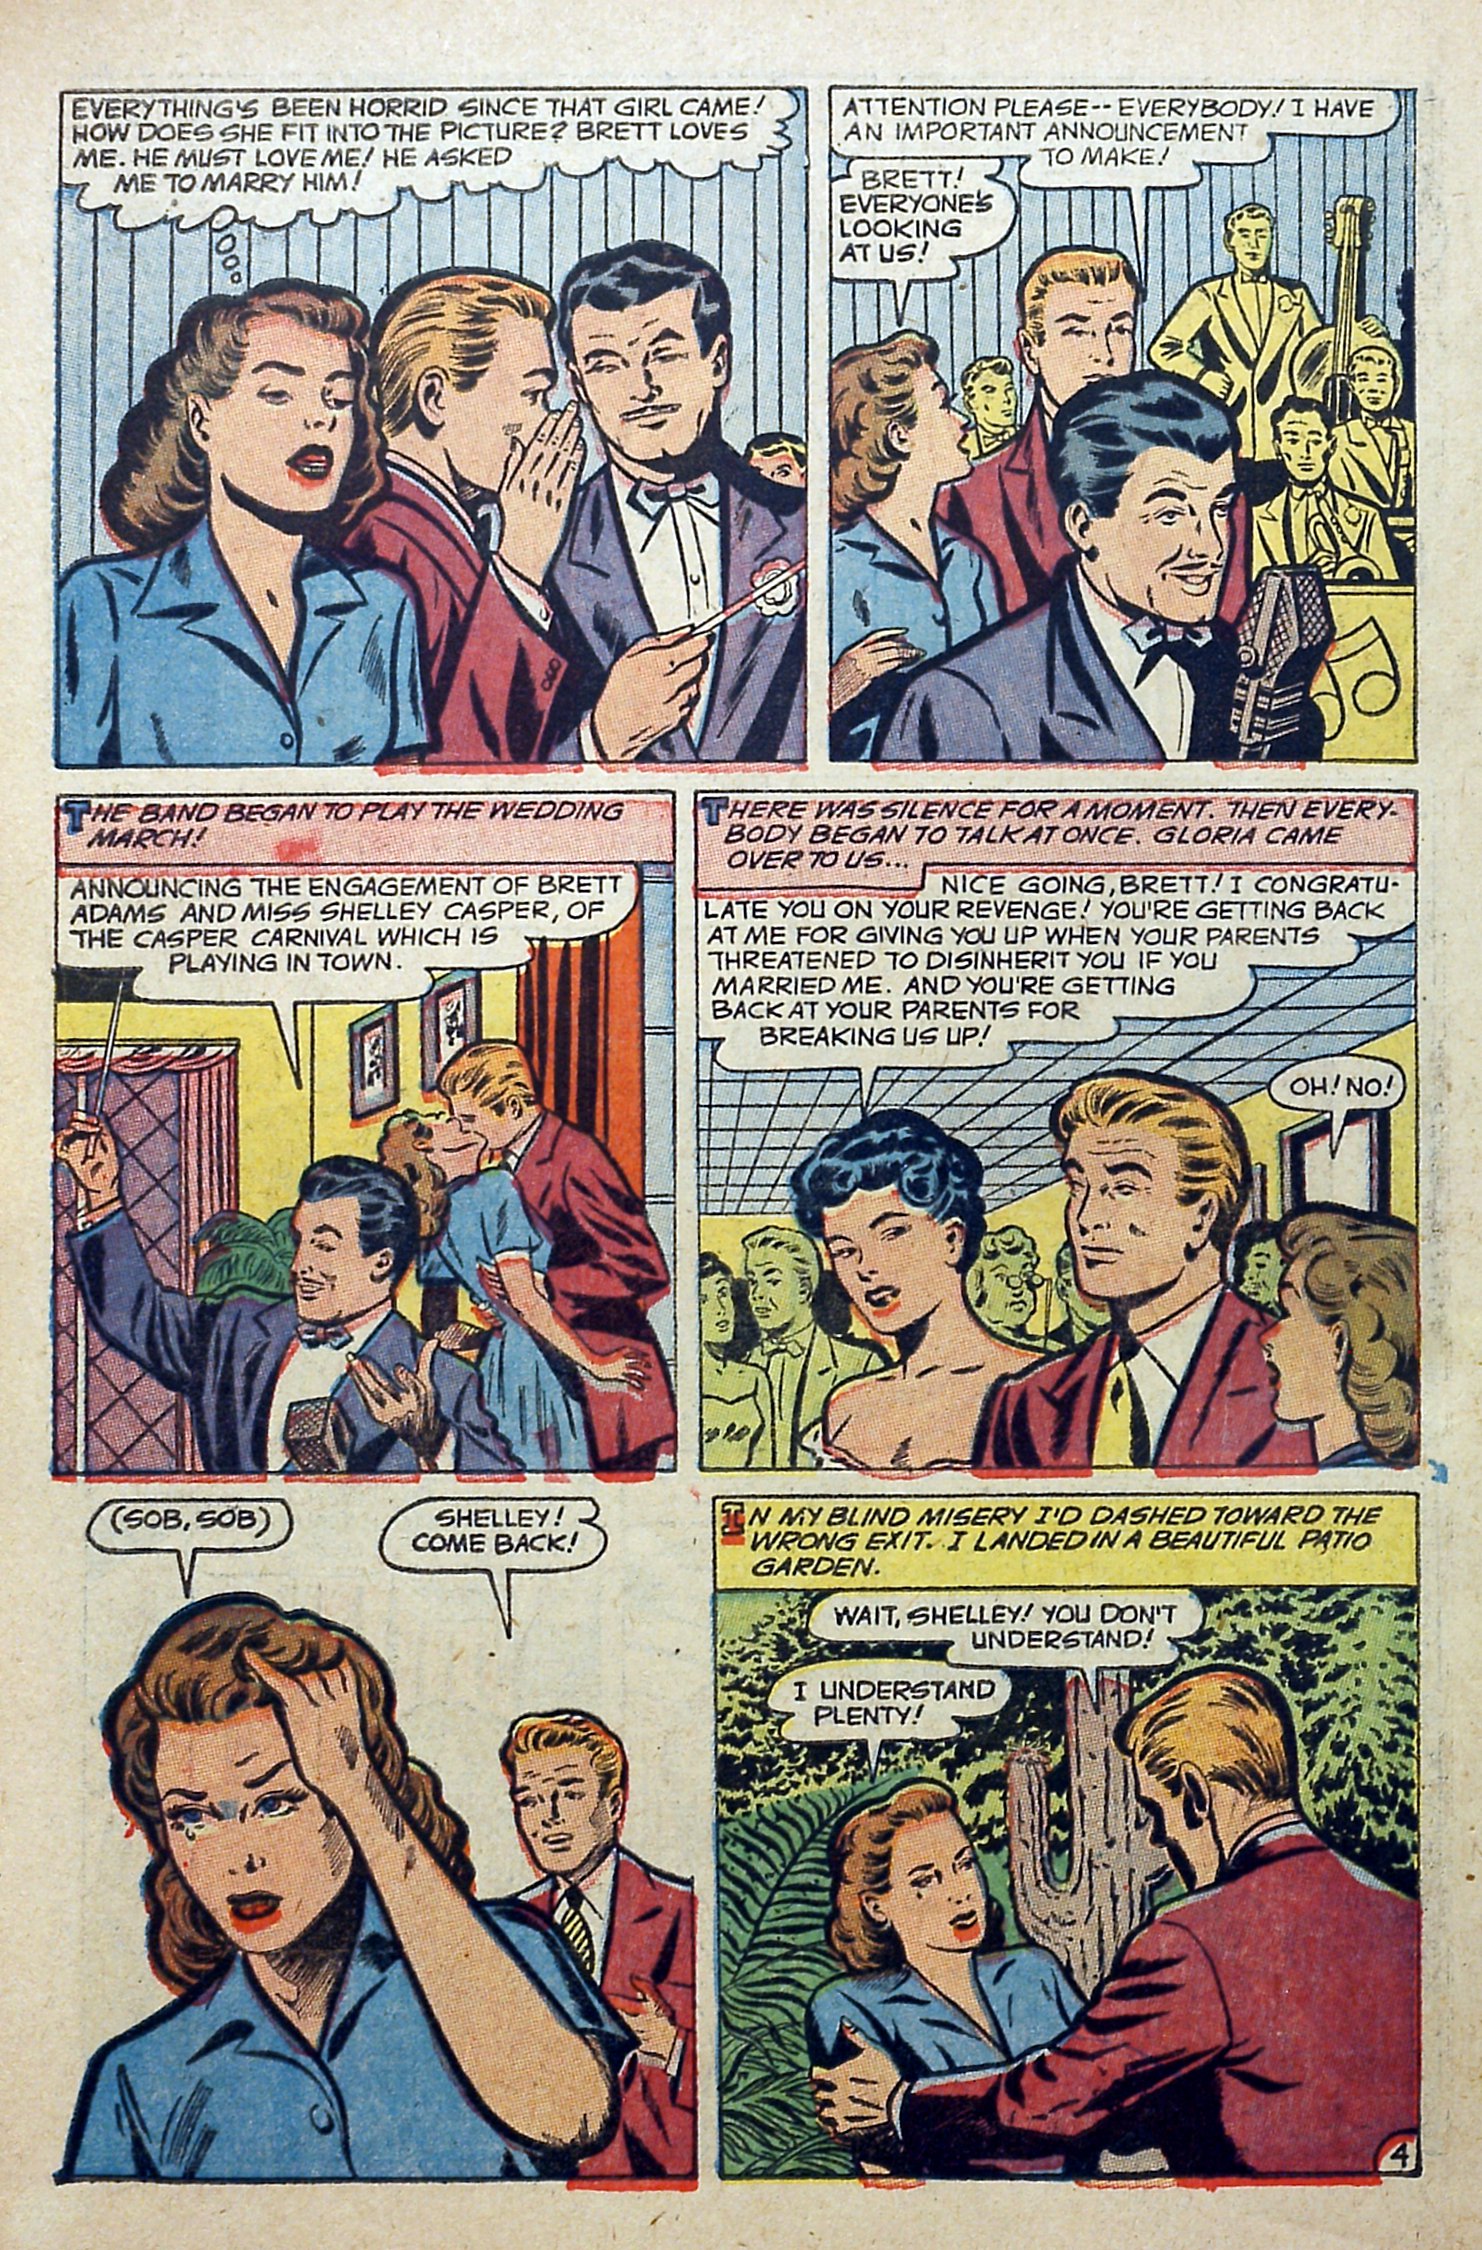 EVERYTHING'S BEEN HORRID SINCE THAT GIRL CAME!
HOW DOES SHE FIT INTO THE PICTURE? BRETT LOVES
ME. HE MUST LOVE ME! HE ASKED
ME TO MARRY HIM!
ATTENTION PLEASE-- EVERYBODY! I HAVE
AN IMPORTANT ANNOUNCEMENT
TO MAKE!
BRETT!
EVERYONE'S
LOOKING
AT US!
THE BAND BEGAN TO PLAY THE WEDDING
MARCH!
ANNOUNCING THE ENGAGEMENT OF BRETT
ADAMS AND MISS SHELLEY CASPER, OF
THE CASPER CARNIVAL WHICH IS
PLAYING IN TOWN.
THERE WAS SILENCE FOR A MOMENT. THEN EVERY-
BODY BEGAN TO TALK AT ONCE. GLORIA CAME
OVER TO US...
NICE GOING, BRETT! I CONGRATU-
LATE YOU ON YOUR REVENGE! YOU'RE GETTING BACK
AT ME FOR GIVING YOU UP WHEN YOUR PARENTS
THREATENED TO DISINHERIT YOU IF YOU
MARRIED ME. AND YOU'RE GETTING
BACK AT YOUR PARENTS FOR
BREAKING US UP!
OH! NO!
(SOB, SOB)
SHELLEY!
COME BACK!
IN MY BLIND MISERY I'D DASHED TOWARD THE
WRONG EXIT. I LANDED IN A BEAUTIFUL PATIO
GARDEN.
WAIT, SHELLEY! YOU DON'T
UNDERSTAND!
I UNDERSTAND
PLENTY!
4